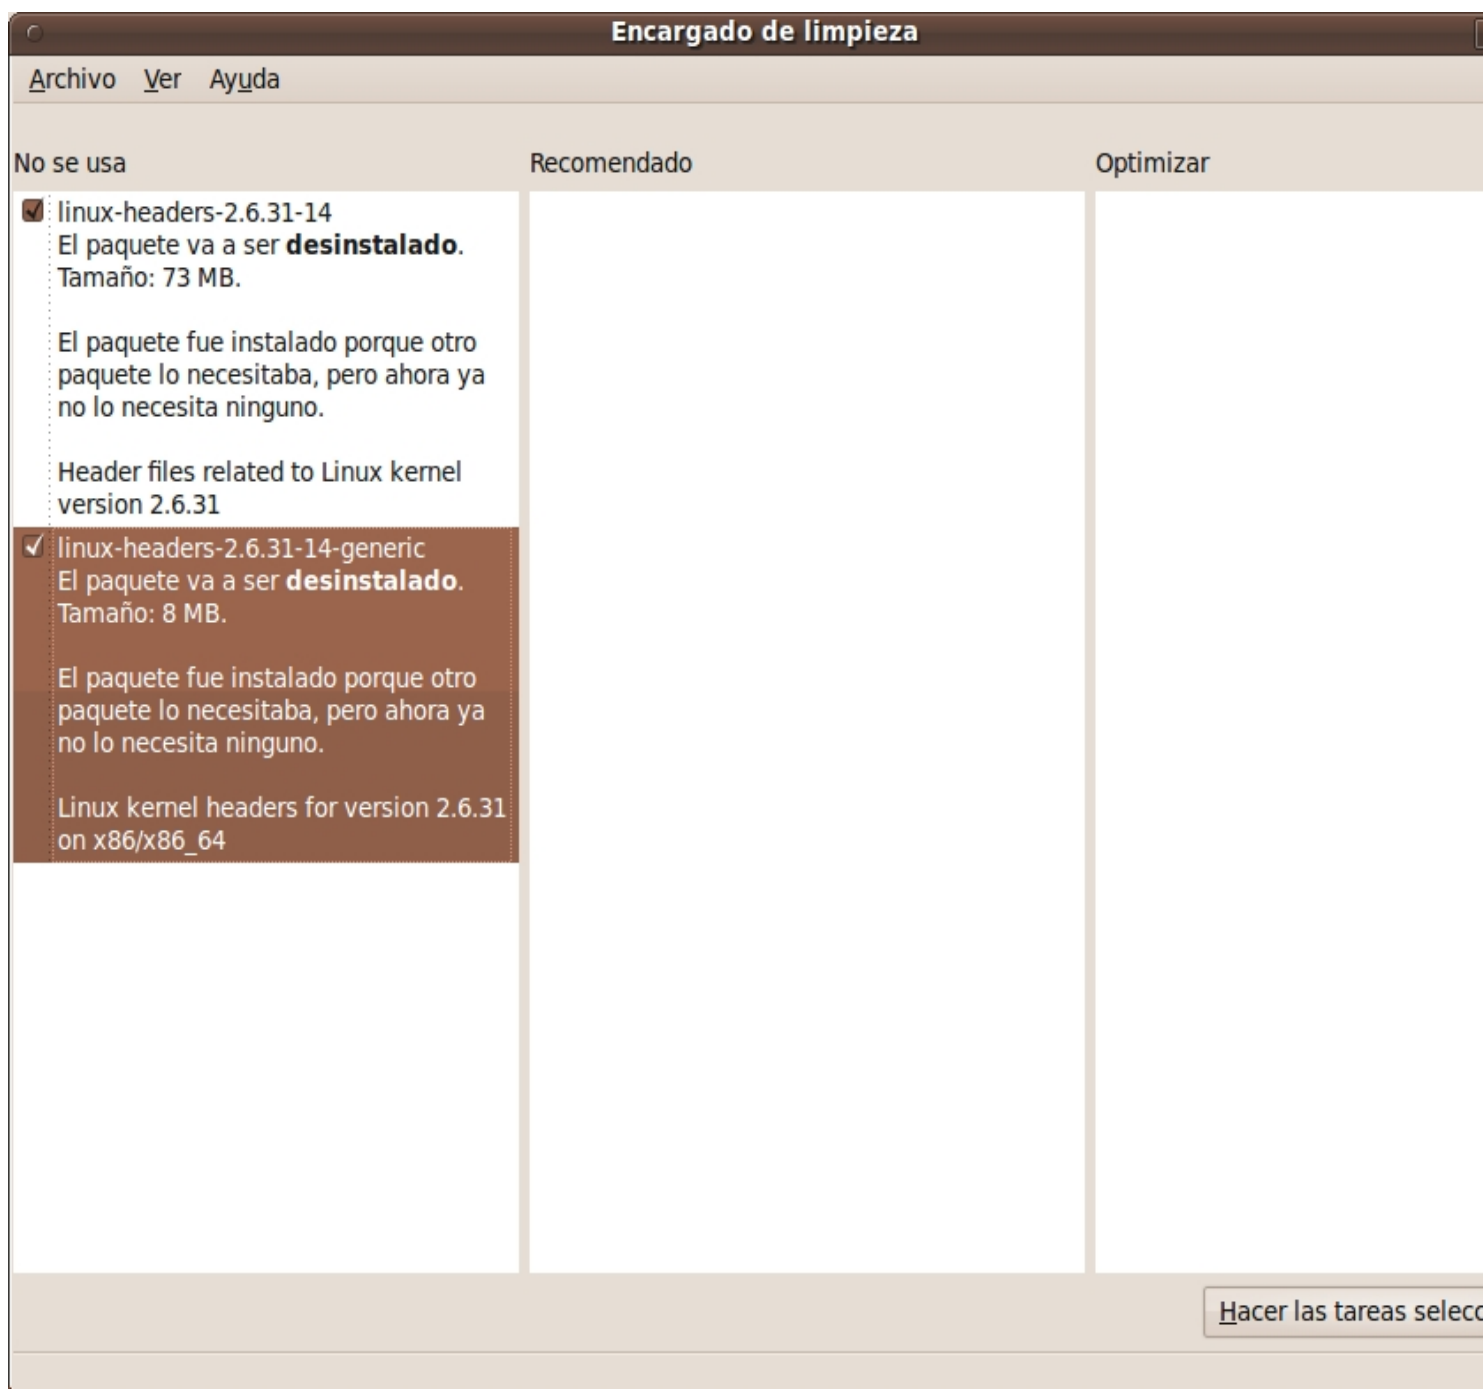 Encargado de limpieza
Archivo Ver Ayuda
No se usa
linux-headers-2.6.31-14
El paquete va a ser desinstalado.
Tamaño: 73 MB.
El paquete fue instalado porque otro
paquete lo necesitaba, pero ahora ya
no lo necesita ninguno.
Header files related to Linux kernel
version 2.6.31
linux-headers-2.6.31-14-generic
El paquete va a ser desinstalado.
Tamaño: 8 MB.
El paquete fue instalado porque otro
paquete lo necesitaba, pero ahora ya
no lo necesita ninguno.
Linux kernel headers for version 2.6.31
on x86/x86_64
Recomendado
Optimizar
Hacer las tareas selecc